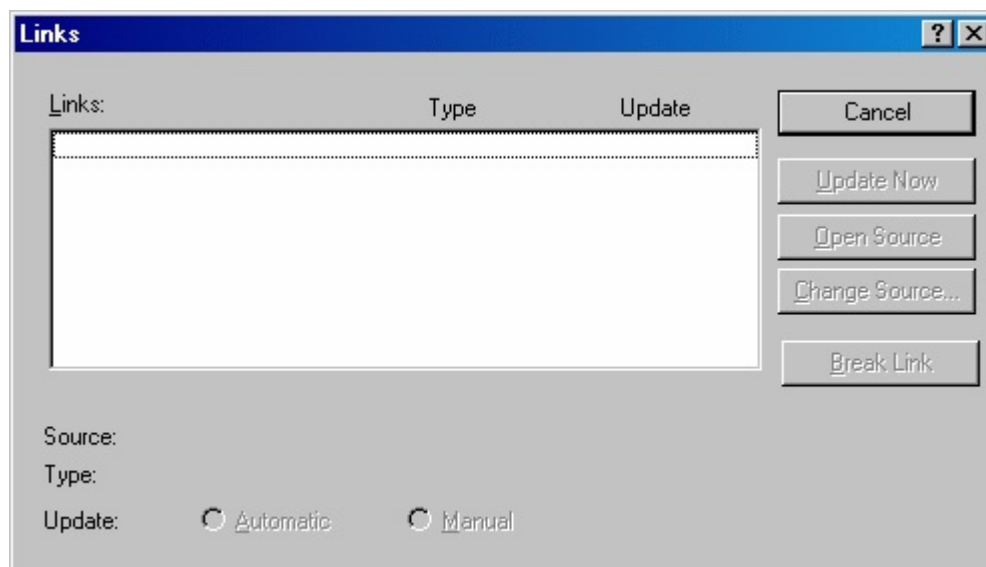 Links
Links: Type Update
Cancel
Update Now
Open Source
Change Source...
Break Link
Source:
Type:
Update: Automatic Manual